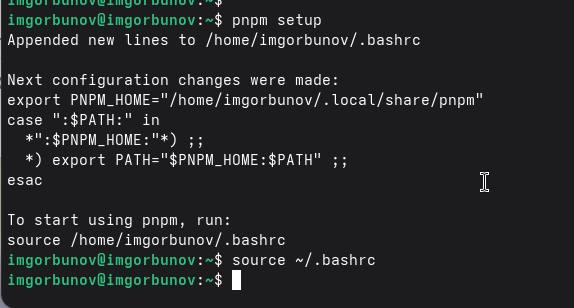 imgorbunov@imgorbunov:~$
imgorbunov@imgorbunov:~$ pnpm setup
Appended new lines to /home/imgorbunov/.bashrc

Next configuration changes were made:
export PNPM_HOME="/home/imgorbunov/.local/share/pnpm"
case ":$PATH:" in
  *":$PNPM_HOME:"*) ;;
  *) export PATH="$PNPM_HOME:$PATH" ;;
esac

To start using pnpm, run:
source /home/imgorbunov/.bashrc
imgorbunov@imgorbunov:~$ source ~/.bashrc
imgorbunov@imgorbunov:~$